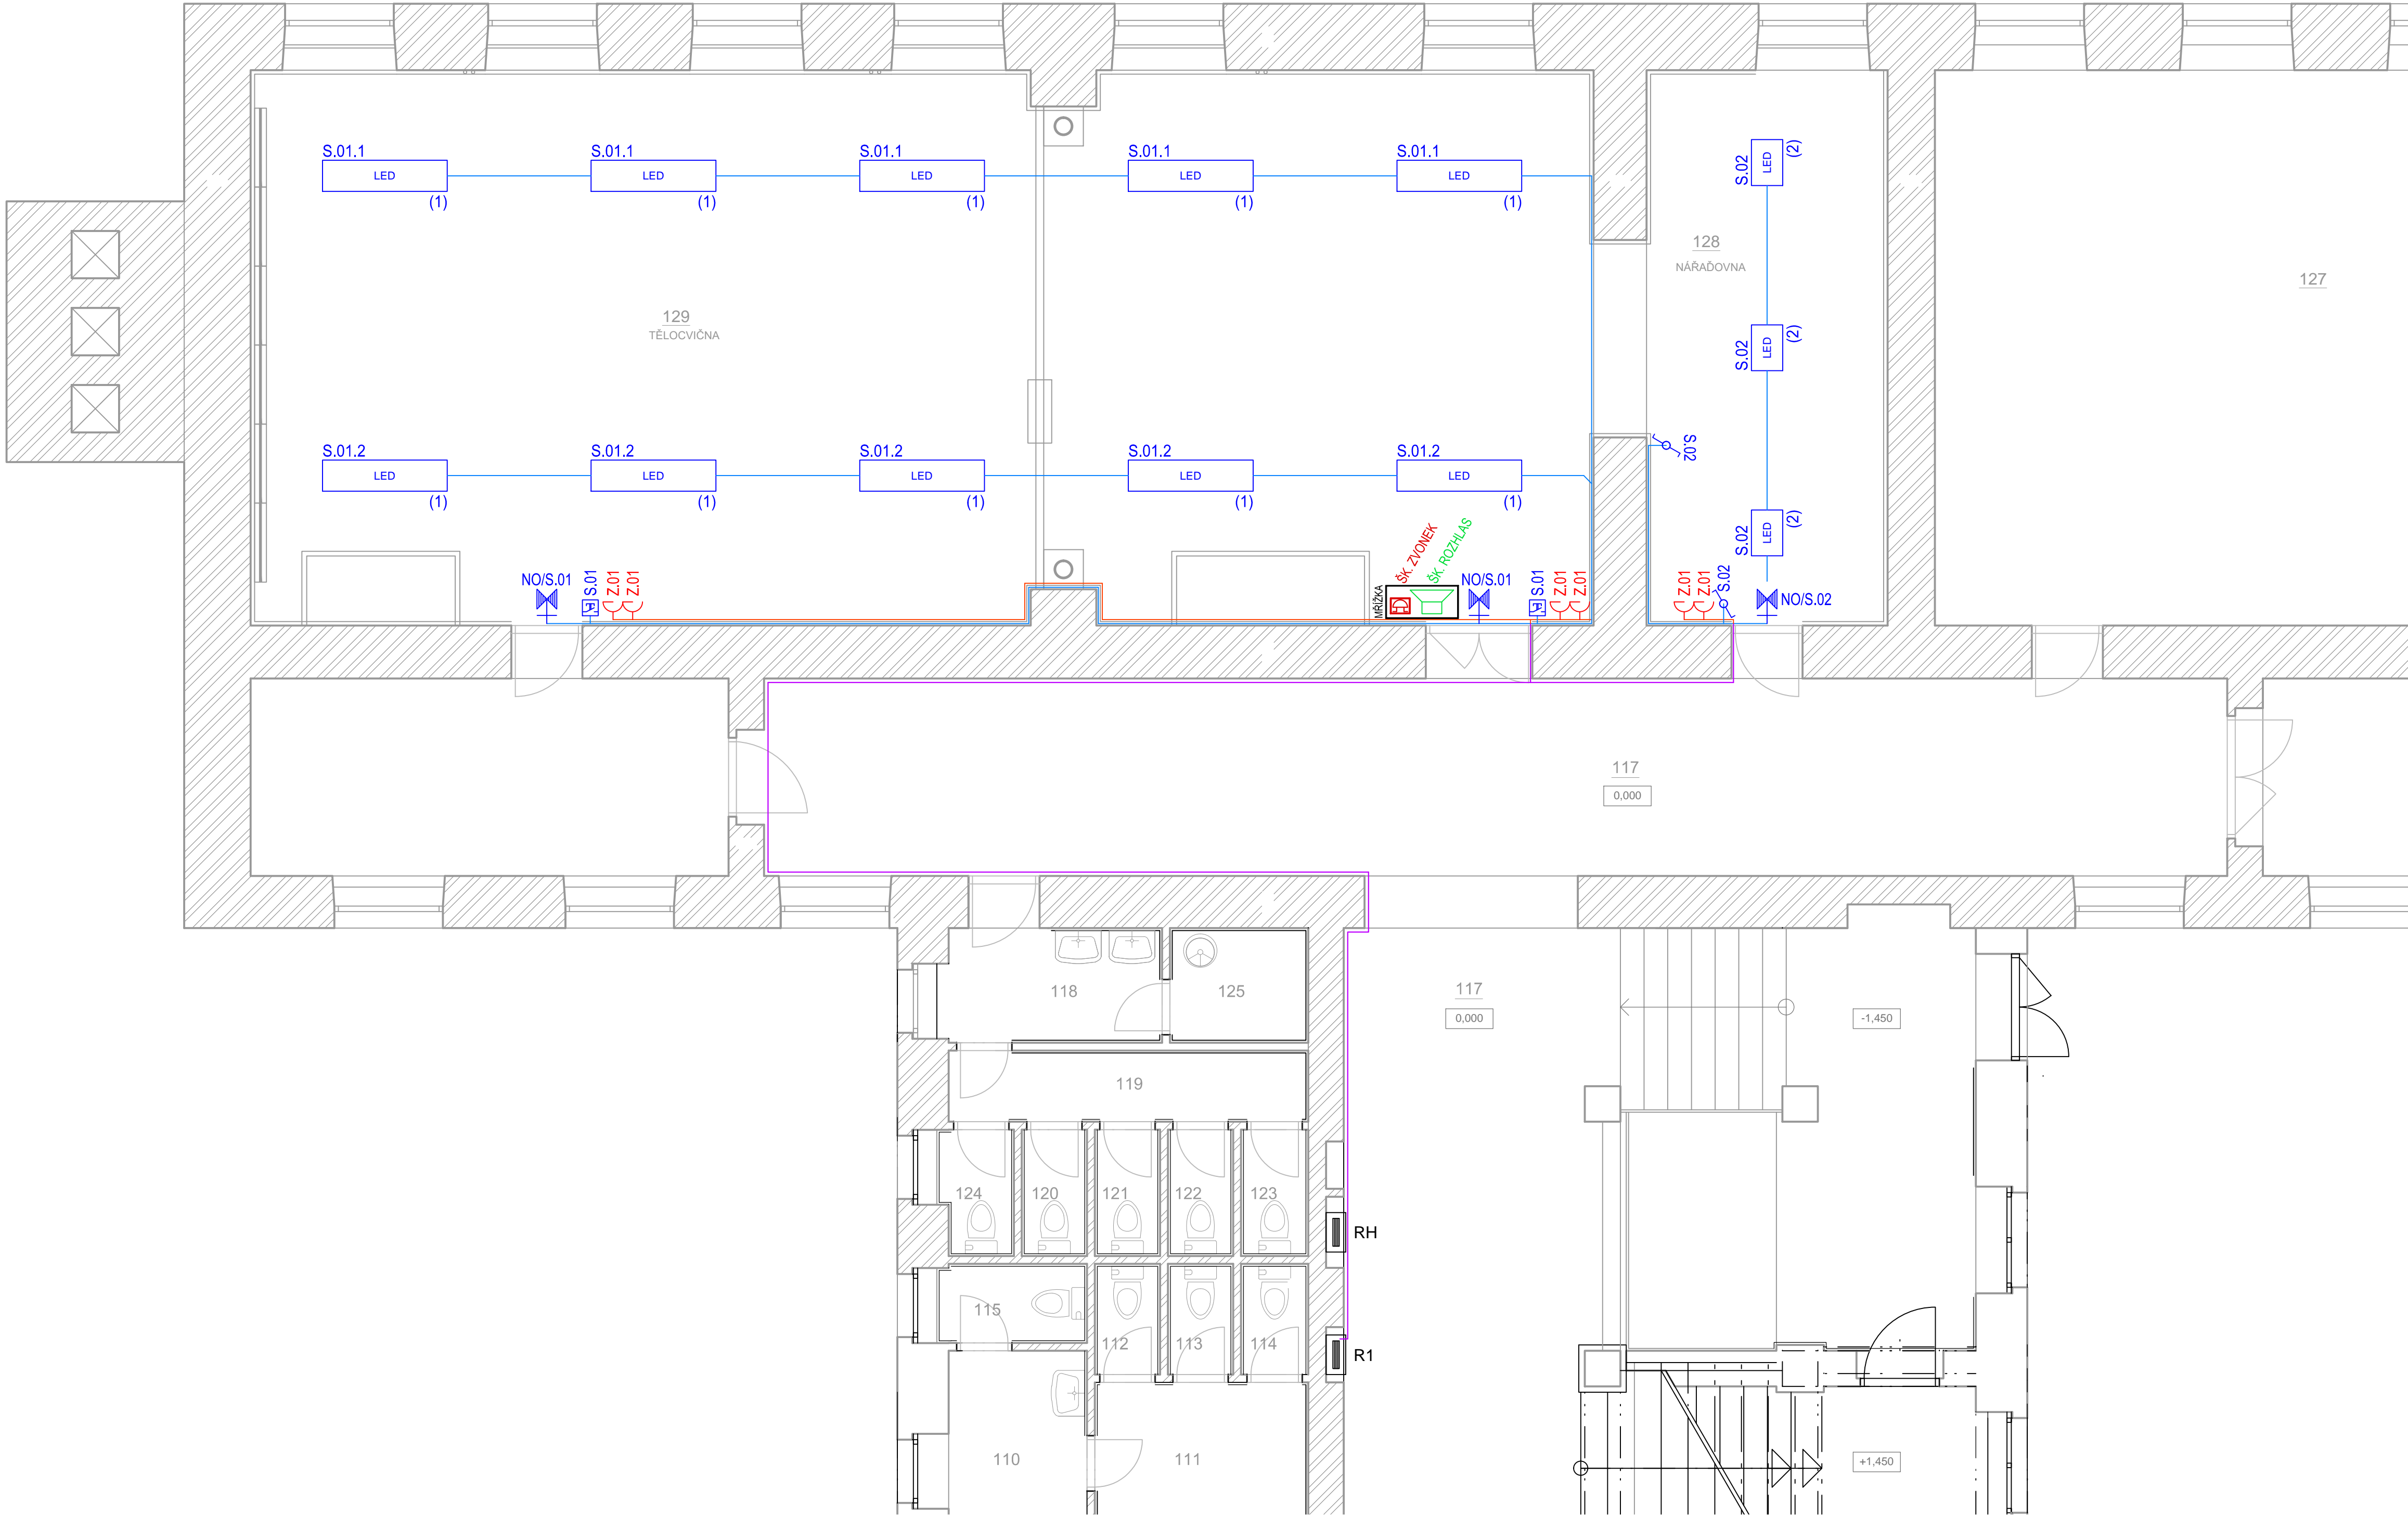 S.01.1
S.01.1
S.01.1
S.01.1
S.01.1
LED
LED
LED
LED
LED
(1)
(1)
(1)
(1)
(1)
S.02
LED
(2)
128
NÁŘAĎOVNA
127
129
TĚLOCVIČNA
S.02
LED
(2)
S.01.2
S.01.2
S.01.2
S.01.2
S.01.2
LED
LED
LED
LED
LED
(1)
(1)
(1)
(1)
(1)
S.02
S.02
LED
(2)
NO/S.01
S.01
Z.01
Z.01
MŘÍŽKA
ŠK. ZVONEK
ŠK. ROZHLAS
NO/S.01
S.01
Z.01
Z.01
Z.01
Z.01
S.02
NO/S.02
117
0,000
118
125
117
0,000
-1,450
119
124
120
121
122
123
RH
115
112
113
114
R1
110
111
+1,450